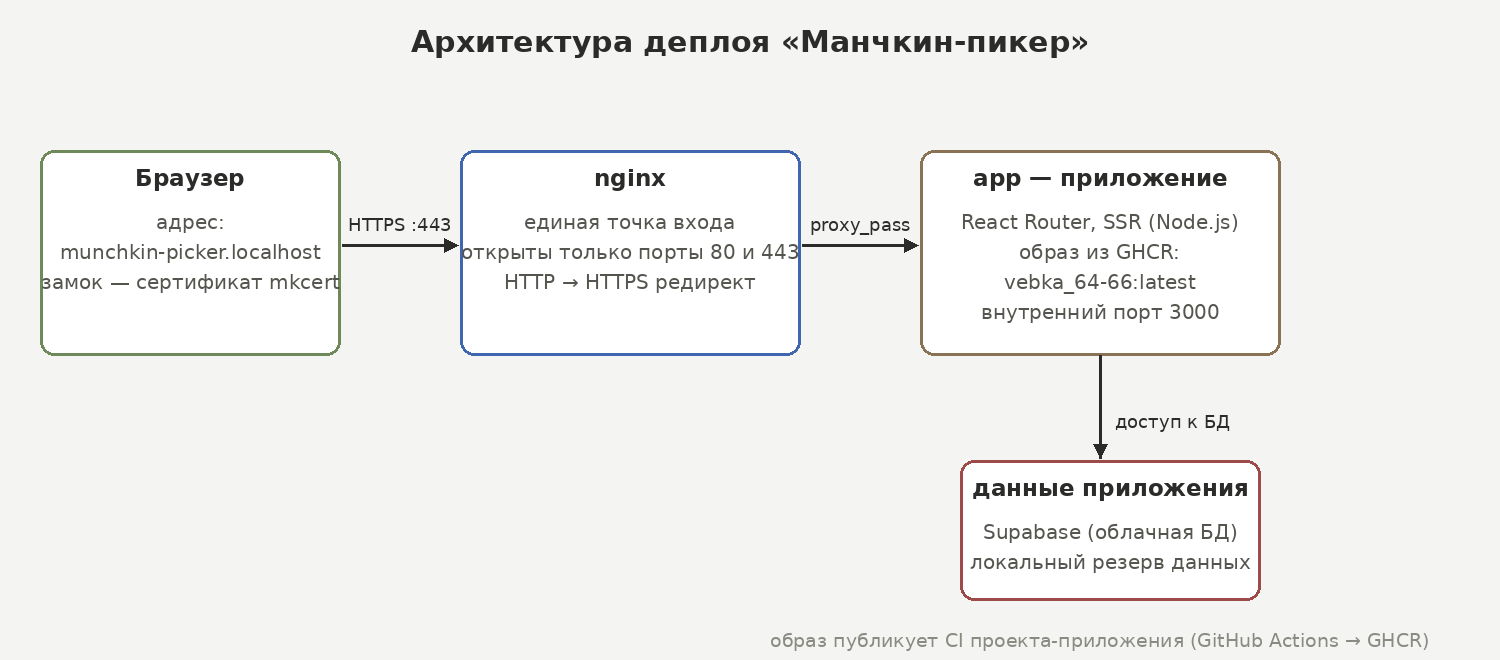 Архитектура деплоя «Манчкин-пикер»
Браузер
адрес:
munchkin-picker.localhost
замок — сертификат mkcert
HTTPS :443
nginx
единая точка входа
открыты только порты 80 и 443
HTTP → HTTPS редирект
proxy_pass
app — приложение
React Router, SSR (Node.js)
образ из GHCR:
vebka_64-66:latest
внутренний порт 3000
доступ к БД
данные приложения
Supabase (облачная БД)
локальный резерв данных
образ публикует CI проекта-приложения (GitHub Actions → GHCR)